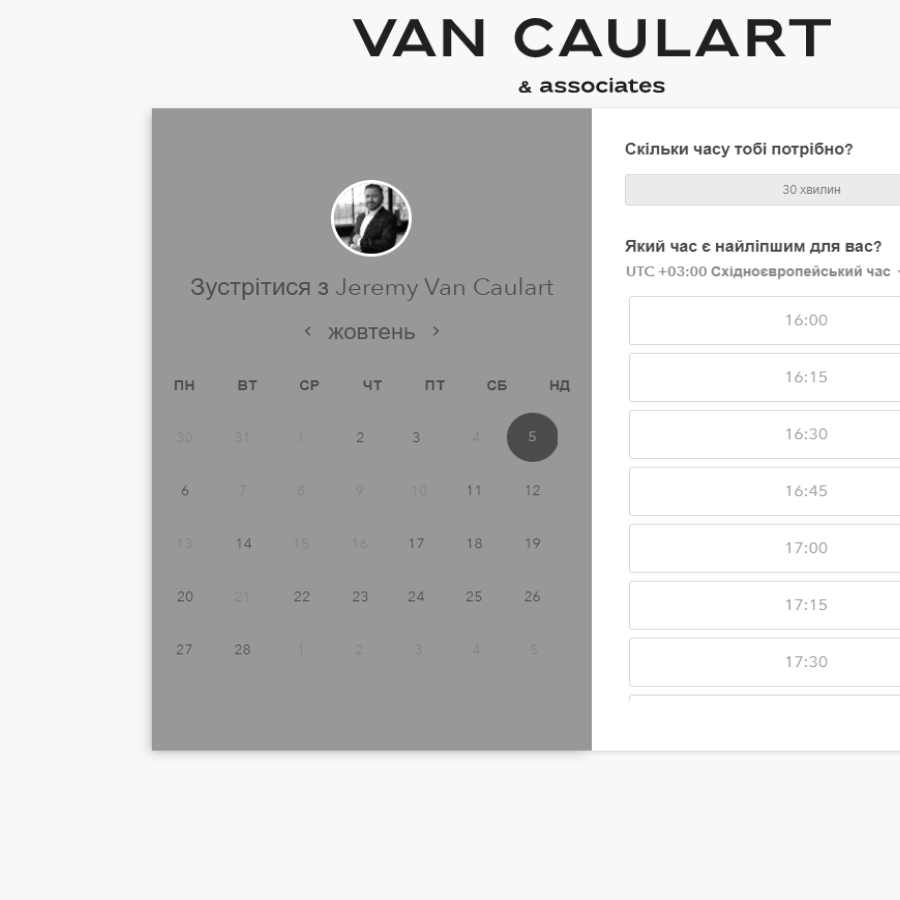 VAN CAULART
& associates
Зустрітися з Jeremy Van Caulart
жовтень
ПН ВТ СР ЧТ ПТ СБ НД
30 31 1 2 3 4 5
6 7 8 9 10 11 12
13 14 15 16 17 18 19
20 21 22 23 24 25 26
27 28 1 2 3 4 5
Скільки часу тобі потрібно?
30 хвилин
Який час є найліпшим для вас?
UTC +03:00 Східноєвропейський час
16:00
16:15
16:30
16:45
17:00
17:15
17:30